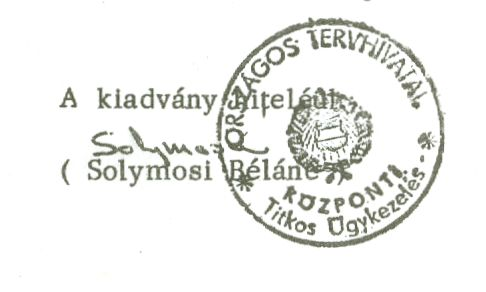 A kiadvány hiteléül:
Solymosi
( Solymosi Béláné )
ORSZÁGOS TERVHIVATAL
* KÖZPONTI *
Titkos Ügykezelés